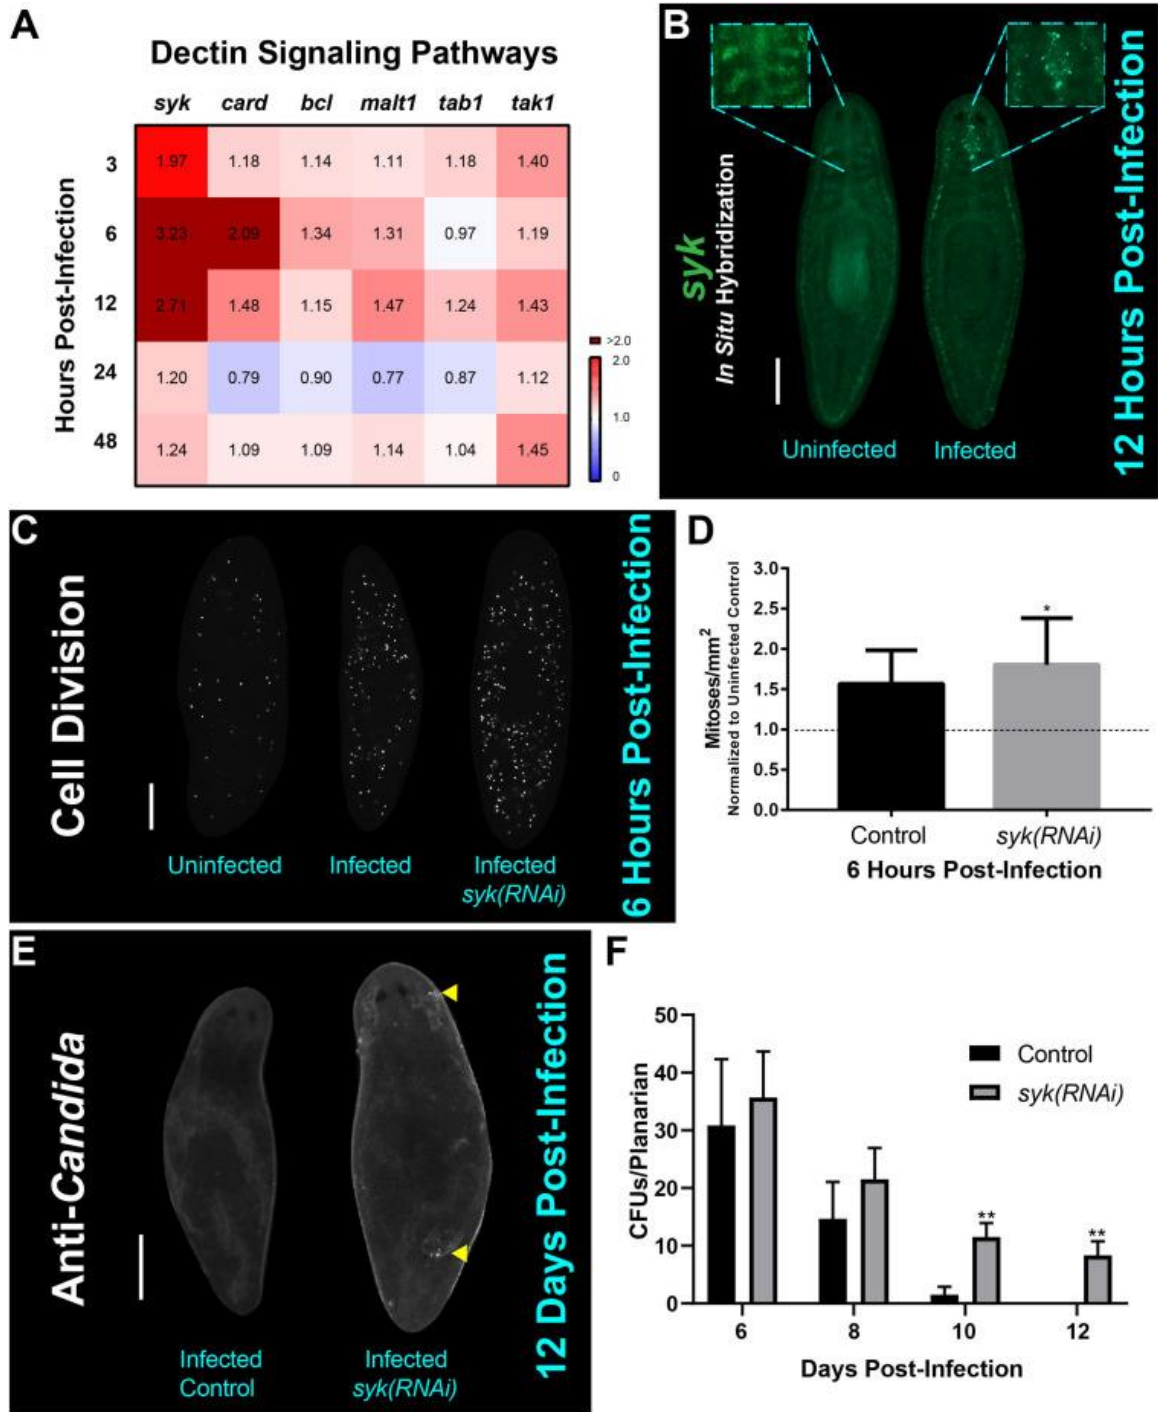 A
Dectin Signaling Pathways
syk card bcl malt1 tab1 tak1
Hours Post-Infection
3 1.97 1.18 1.14 1.11 1.18 1.40
6 3.23 2.09 1.34 1.31 0.97 1.19
12 2.71 1.48 1.15 1.47 1.24 1.43
24 1.20 0.79 0.90 0.77 0.87 1.12
48 1.24 1.09 1.09 1.14 1.04 1.45
>2.0
2.0
1.0
0
B
syk
In Situ Hybridization
Uninfected Infected
12 Hours Post-Infection
C
Cell Division
Uninfected Infected Infected
syk(RNAi)
6 Hours Post-Infection
D
Mitoses/mm²
Normalized to Uninfected Control
3.0
2.5
2.0
1.5
1.0
0.5
0.0
*
Control syk(RNAi)
6 Hours Post-Infection
E
Anti-Candida
Infected Infected
Control syk(RNAi)
12 Days Post-Infection
F
CFUs/Planarian
50
40
30
20
10
0
Control
syk(RNAi)
** **
6 8 10 12
Days Post-Infection